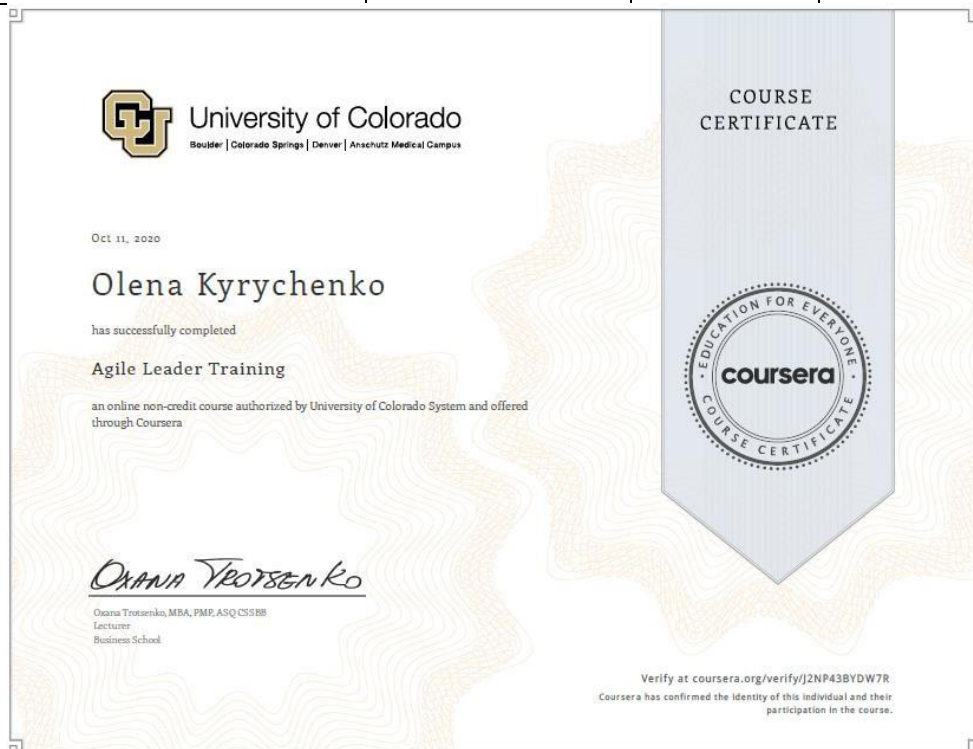 University of Colorado
Boulder | Colorado Springs | Denver | Anschutz Medical Campus
COURSE
CERTIFICATE
Oct 11, 2020
Olena Kyrychenko
has successfully completed
Agile Leader Training
an online non-credit course authorized by University of Colorado System and offered
through Coursera
EDUCATION FOR EVERYONE
coursera
COURSE CERTIFICATE
OXANA TROTSENKO
Oxana Trotsenko, MBA, PMP, ASQ CSSBB
Lecturer
Business School
Verify at coursera.org/verify/J2NP43BYDW7R
Coursera has confirmed the identity of this individual and their
participation in the course.